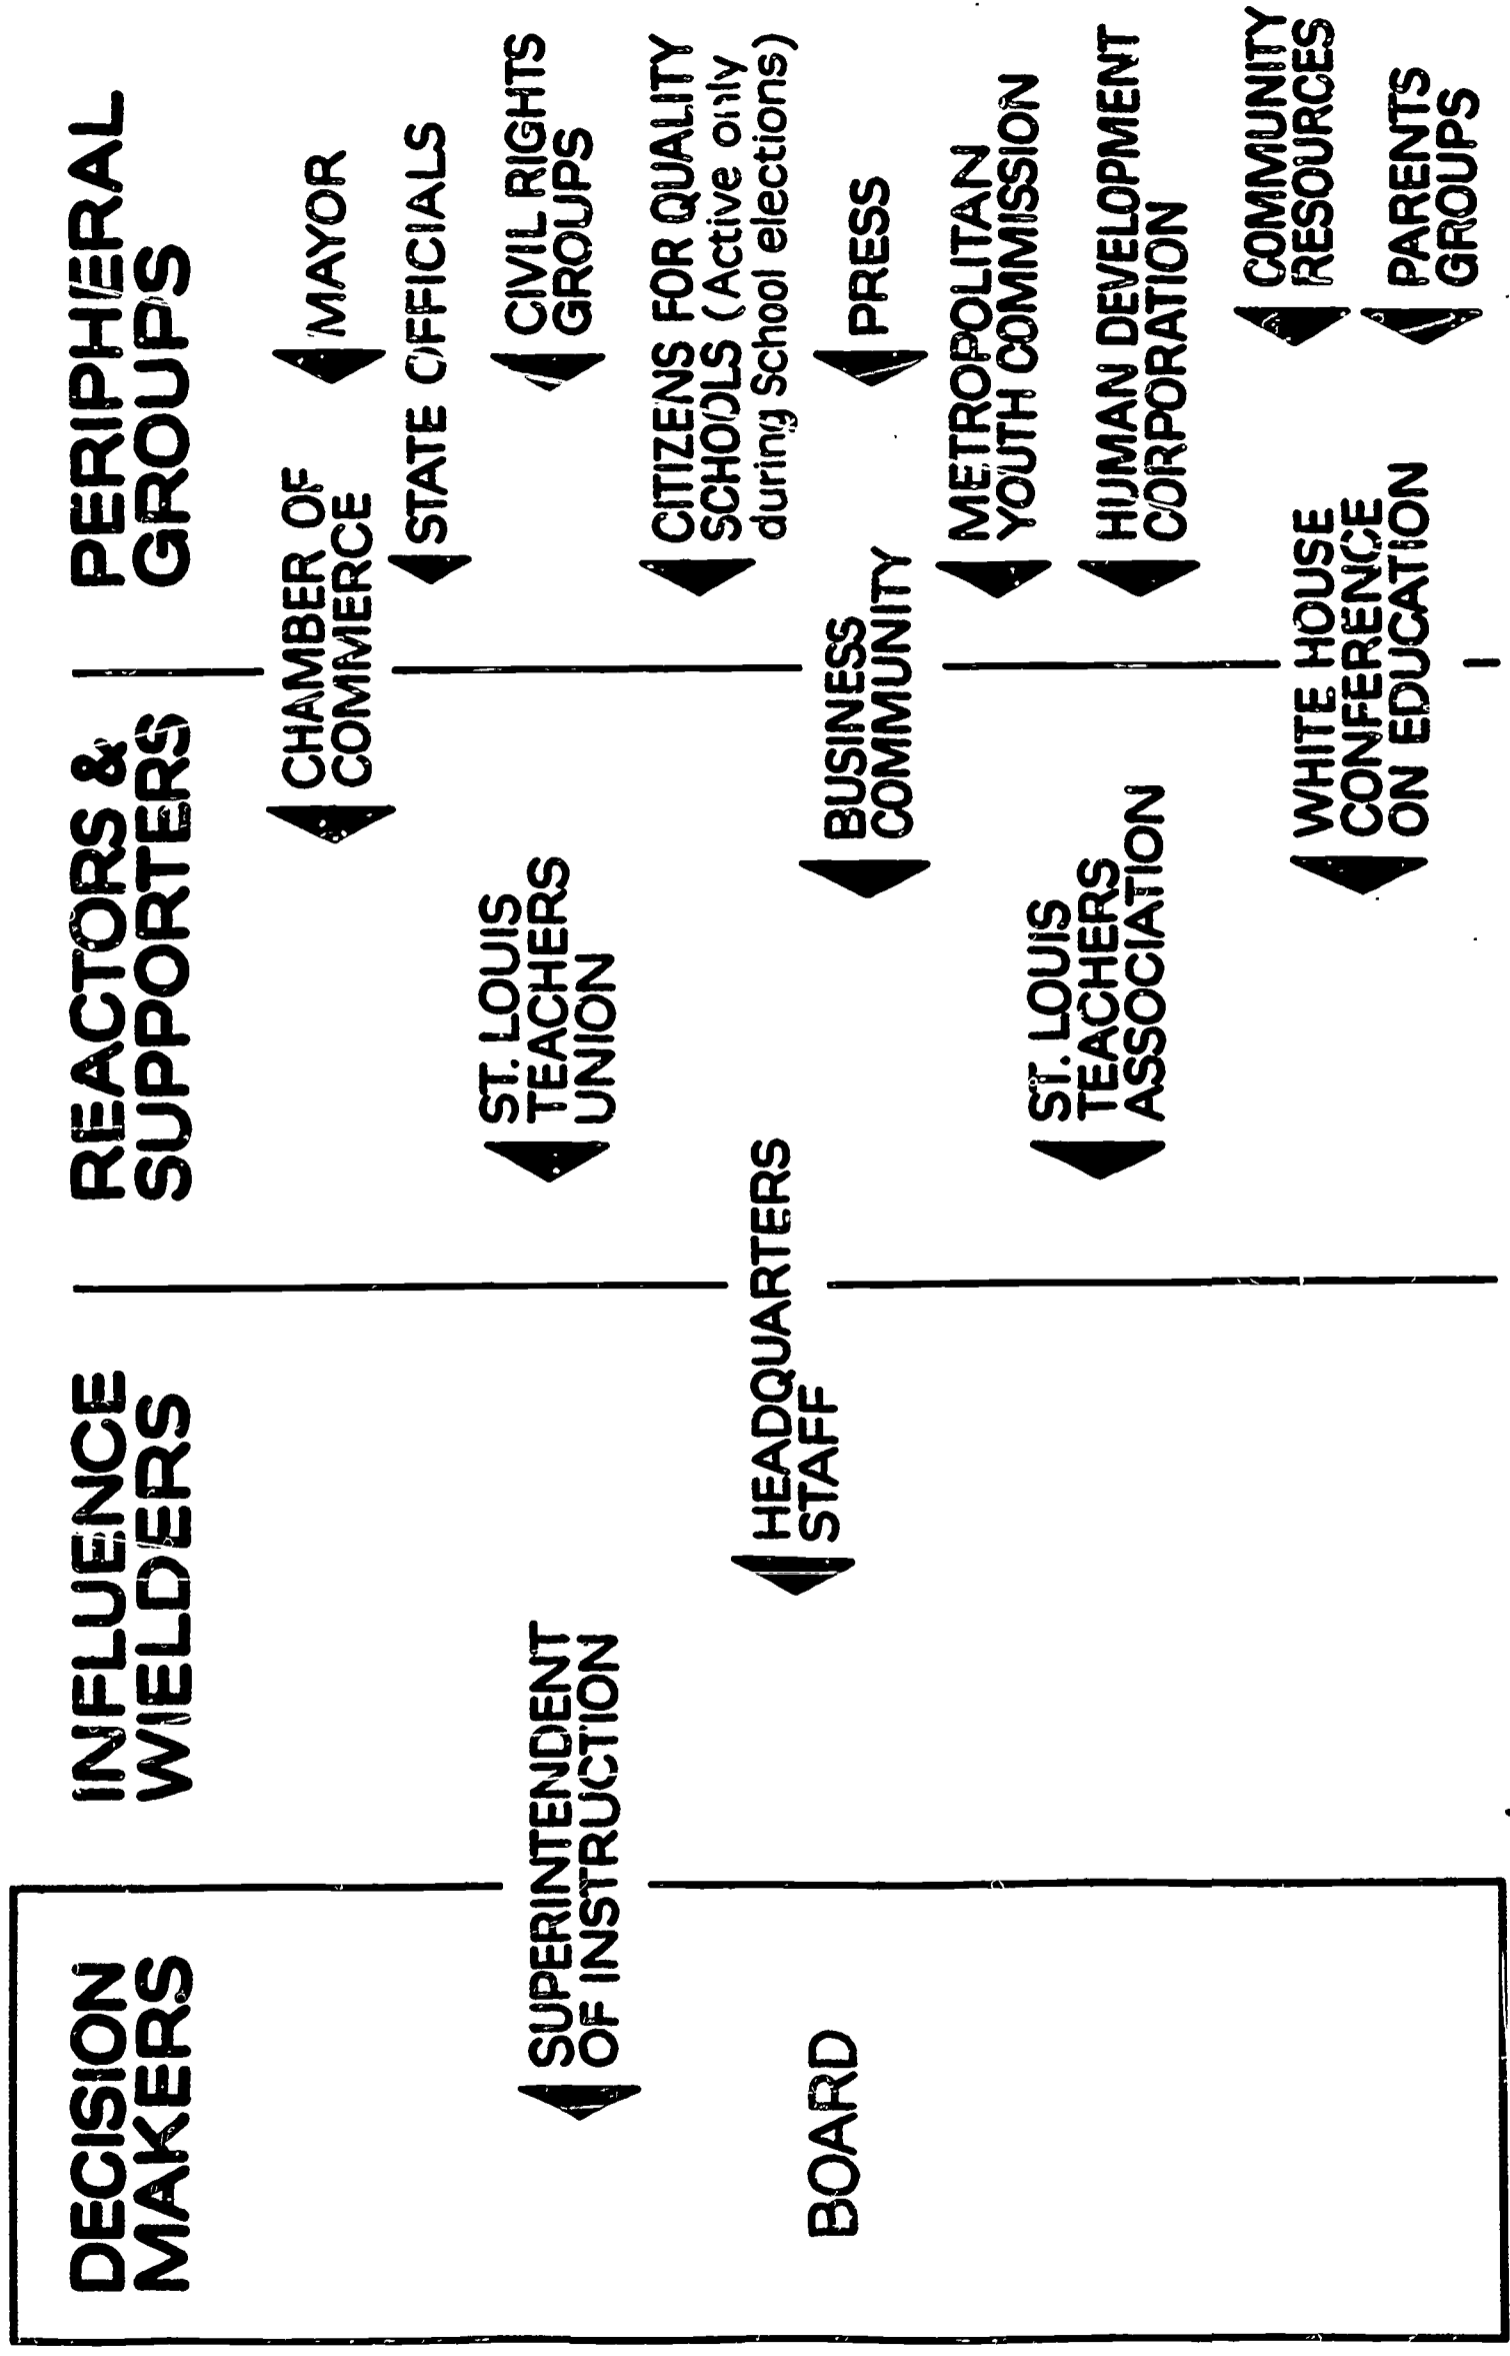 DECISION
MAKERS
INFLUENCE
WIELDERS
REACTORS &
SUPPORTERS
PERIPHERAL
GROUPS
SUPERINTENDENT
OF INSTRUCTION
BOARD
HEADQUARTERS
STAFF
CHAMBER OF
COMMERCE
ST. LOUIS
TEACHERS
UNION
BUSINESS
COMMUNITY
ST. LOUIS
TEACHERS
ASSOCIATION
WHITE HOUSE
CONFERENCE
ON EDUCATION
MAYOR
STATE OFFICIALS
CIVIL RIGHTS
GROUPS
CITIZENS FOR QUALITY
SCHOOLS (Active only
during School elections)
PRESS
METROPOLITAN
YOUTH COMMISSION
HUMAN DEVELOPMENT
CORPORATION
COMMUNITY
RESOURCES
PARENTS
GROUPS